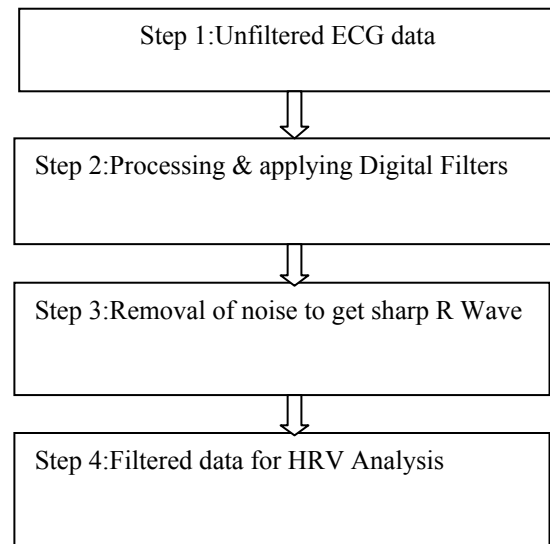 Step 1:Unfiltered ECG data
Step 2:Processing & applying Digital Filters
Step 3:Removal of noise to get sharp R Wave
Step 4:Filtered data for HRV Analysis